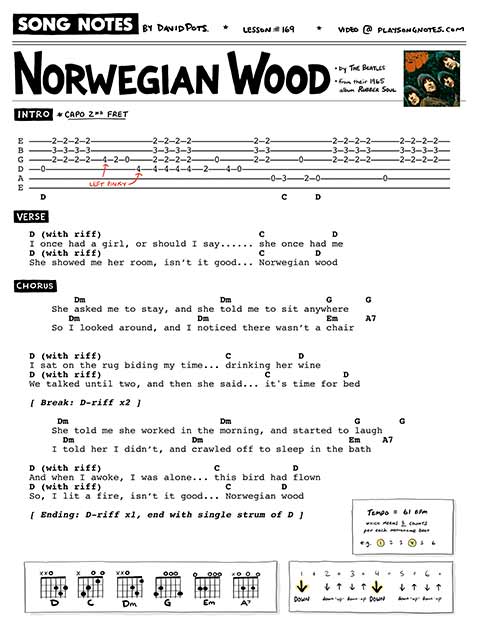 SONG NOTES BY DAVID POTS. * LESSON #169 * VIDEO @ PLAYSONGNOTES.COM
NORWEGIAN WOOD
• by THE BEATLES
• from their 1965
album RUBBER SOUL
INTRO * CAPO 2nd FRET
E ---2-2-2-2---2-2-2-2---2-2---2-2-2-2---2-2-2-2---
B ---3-3-3-3---3-3-3-3---3-3---3-3-3-3---3-3-3-3---
G ---2-2-2-2-4-2-0---2-2-2-2---0---2-2---0---2-2-2-2---2-2-2-2---
D -0---4-4-4-4-4-2-4-0---
A ---0-3-2-0---0---
E
LEFT PINKY
D C D
VERSE
D (with riff) C D
I once had a girl, or should I say...... she once had me
D (with riff) C D
She showed me her room, isn't it good... Norwegian wood
CHORUS
Dm Dm G G
She asked me to stay, and she told me to sit anywhere
Dm Dm Em A7
So I looked around, and I noticed there wasn't a chair
D (with riff) C D
I sat on the rug biding my time... drinking her wine
D (with riff) C D
We talked until two, and then she said... it's time for bed
[ Break: D-riff x2 ]
Dm Dm G G
She told me she worked in the morning, and started to laugh
Dm Dm Em A7
I told her I didn't, and crawled off to sleep in the bath
D (with riff) C D
And when I awoke, I was alone... this bird had flown
D (with riff) C D
So, I lit a fire, isn't it good... Norwegian wood
[ Ending: D-riff x1, end with single strum of D ]
TEMPO = 61 BPM
which means 3 counts
per each metronome beat
e.g. 1 2 3 4 5 6
xxo x o o xxo ooo o ooo xo o o
D C Dm G Em A7
1 + 2 + 3 + 4 + 5 + 6 +
DOWN down "up" down "up" DOWN down "up" down "up"